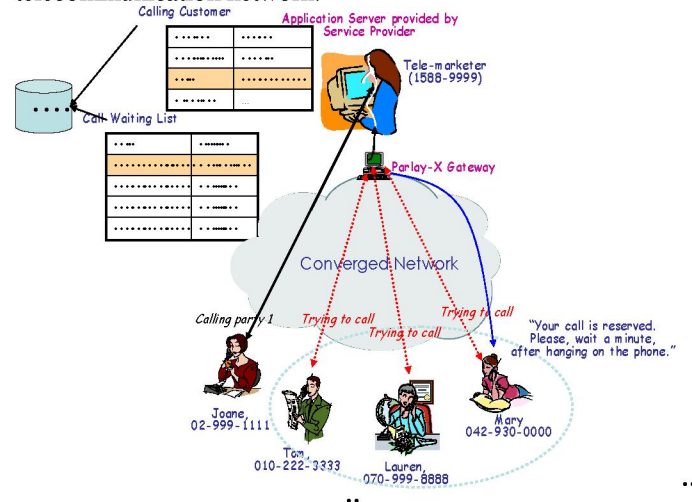 Calling Customer
Application Server provided by
Service Provider
Tele-marketer
(1588-9999)
Call Waiting List
Parlay-X Gateway
Converged Network
Calling party 1
Trying to call
Trying to call
Trying to call
"Your call is reserved.
Please, wait a minute,
after hanging on the phone."
Joane,
02-999-1111
Tom,
010-222-3333
Lauren,
070-999-8888
Mary
042-930-0000